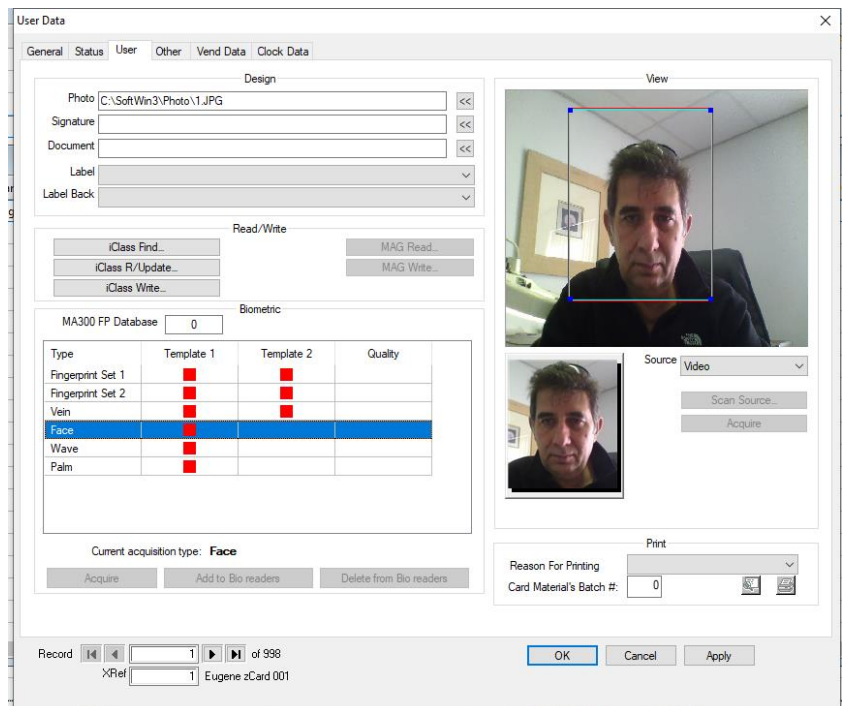 User Data
General Status User Other Vend Data Clock Data
Design
Photo C:\SoftWin3\Photo\1.JPG <<
Signature <<
Document <<
Label
Label Back
Read/Write
iClass Find... MAG Read...
iClass R/Update... MAG Write...
iClass Write...
Biometric
MA300 FP Database 0
Type Template 1 Template 2 Quality
Fingerprint Set 1
Fingerprint Set 2
Vein
Face
Wave
Palm
Current acquisition type: Face
Acquire Add to Bio readers Delete from Bio readers
View
Source Video
Scan Source...
Acquire
Print
Reason For Printing
Card Material's Batch #: 0
Record 1 of 998
XRef 1 Eugene zCard 001
OK Cancel Apply